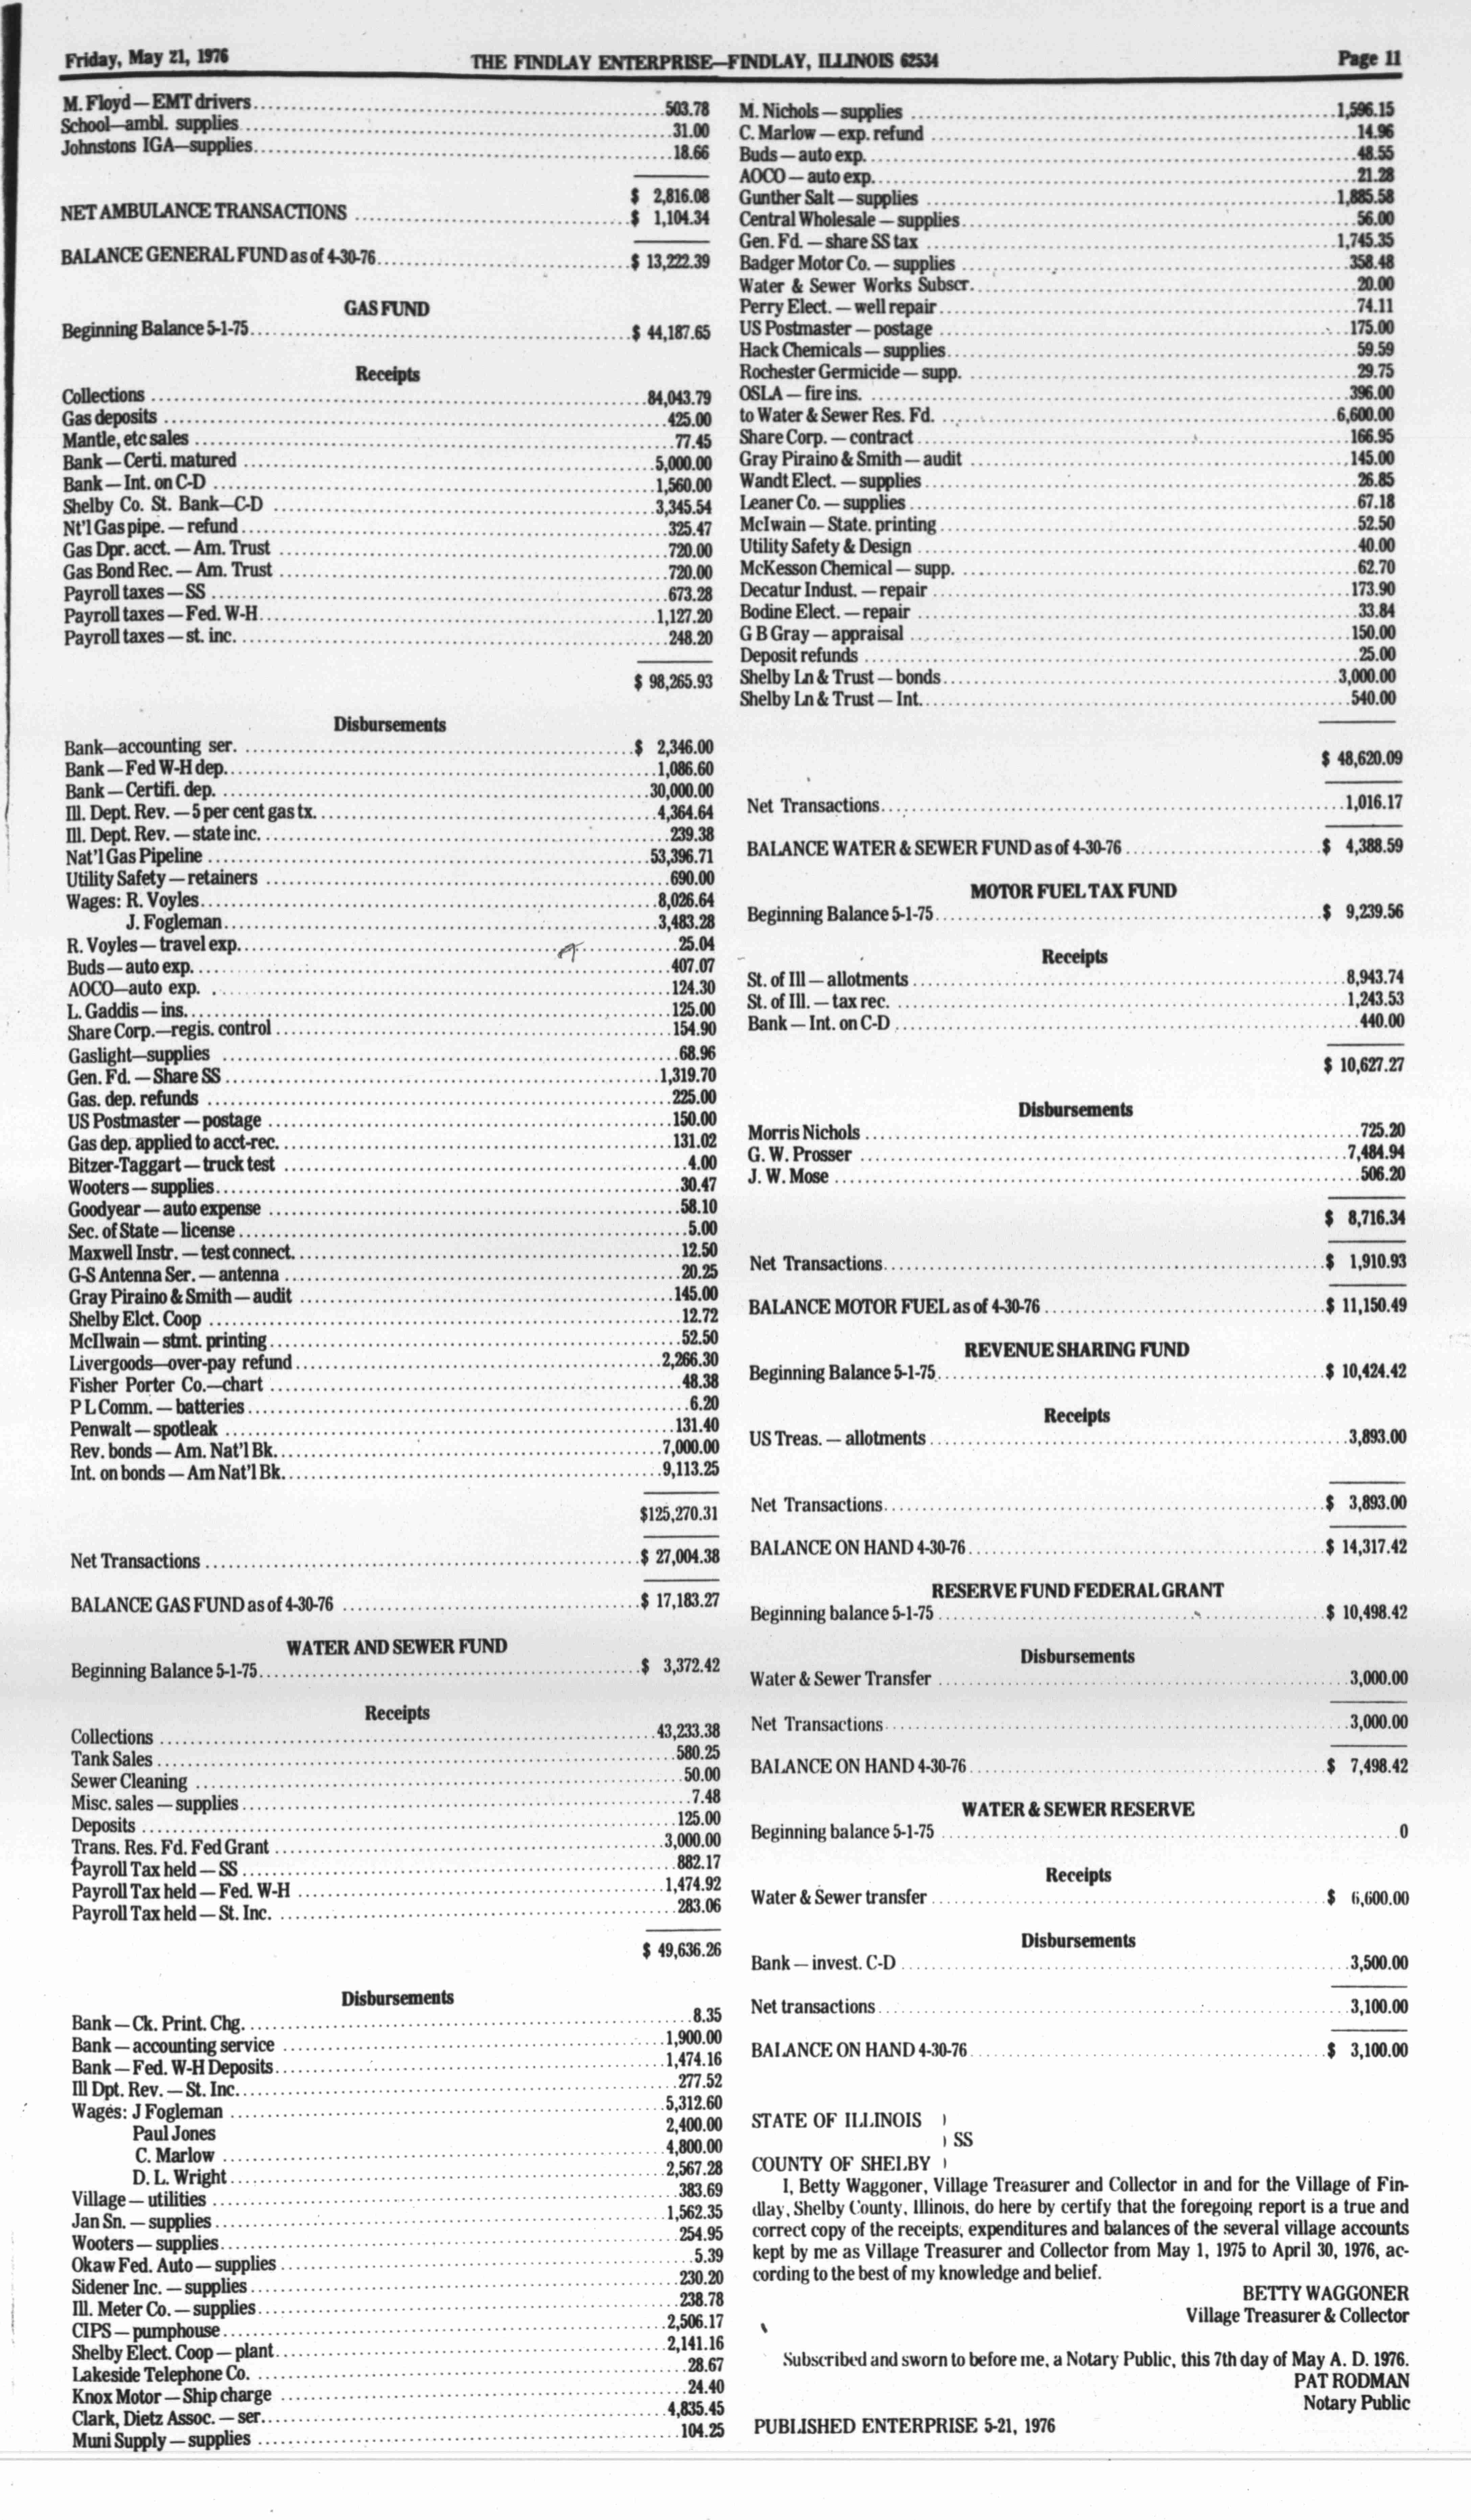 Friday, May 21, 1976 THE FINDLAY ENTERPRISE—FINDLAY, ILLINOIS 62534 Page 11
M. Floyd—EMT drivers 503.78
School—ambl. supplies 31.00
Johnstons IGA—supplies 18.66
$ 2,816.08
NET AMBULANCE TRANSACTIONS $ 1,104.34
BALANCE GENERAL FUND as of 4-30-76 $ 13,222.39
GAS FUND
Beginning Balance 5-1-75 $ 44,187.65
Receipts
Collections 84,043.79
Gas deposits 425.00
Mantle, etc sales 77.45
Bank—Certi. matured 5,000.00
Bank—Int. on C-D 1,560.00
Shelby Co. St. Bank—C-D 3,345.54
Nt'l Gas pipe.—refund 325.47
Gas Dpr. acct.—Am. Trust 720.00
Gas Bond Rec.—Am. Trust 720.00
Payroll taxes—SS 673.28
Payroll taxes—Fed. W-H 1,127.20
Payroll taxes—st. inc. 248.20
$ 98,265.93
Disbursements
Bank—accounting ser. $ 2,346.00
Bank—Fed W-H dep. 1,086.60
Bank—Certifi. dep. 30,000.00
Ill. Dept. Rev.—5 per cent gas tx. 4,364.64
Ill. Dept. Rev.—state inc. 239.38
Nat'l Gas Pipeline 53,396.71
Utility Safety—retainers 690.00
Wages: R. Voyles 8,026.64
J. Fogleman 3,483.28
R. Voyles—travel exp. 25.04
Buds—auto exp. 407.07
AOCO—auto exp. 124.30
L. Gaddis—ins. 125.00
Share Corp.—regis. control 154.90
Gaslight—supplies 68.96
Gen. Fd.—Share SS 1,319.70
Gas. dep. refunds 225.00
US Postmaster—postage 150.00
Gas dep. applied to acct-rec. 131.02
Bitzer-Taggart—truck test 4.00
Wooters—supplies 30.47
Goodyear—auto expense 58.10
Sec. of State—license 5.00
Maxwell Instr.—test connect. 12.50
G-S Antenna Ser.—antenna 20.25
Gray Piraino & Smith—audit 145.00
Shelby Elct. Coop 12.72
McIlwain—stmt. printing 52.50
Livergoods—over-pay refund 2,266.30
Fisher Porter Co.—chart 48.38
P L Comm.—batteries 6.20
Penwalt—spotleak 131.40
Rev. bonds—Am. Nat'l Bk. 7,000.00
Int. on bonds—Am Nat'l Bk. 9,113.25
$125,270.31
Net Transactions $ 27,004.38
BALANCE GAS FUND as of 4-30-76 $ 17,183.27
WATER AND SEWER FUND
Beginning Balance 5-1-75 $ 3,372.42
Receipts
Collections 43,233.38
Tank Sales 580.25
Sewer Cleaning 50.00
Misc. sales—supplies 7.48
Deposits 125.00
Trans. Res. Fd. Fed Grant 3,000.00
Payroll Tax held—SS 882.17
Payroll Tax held—Fed. W-H 1,474.92
Payroll Tax held—St. Inc. 283.06
$ 49,636.26
Disbursements
Bank—Ck. Print. Chg. 8.35
Bank—accounting service 1,900.00
Bank—Fed. W-H Deposits 1,474.16
Ill Dpt. Rev.—St. Inc. 277.52
Wages: J Fogleman 5,312.60
Paul Jones 2,400.00
C. Marlow 4,800.00
D. L. Wright 2,567.28
Village—utilities 383.69
Jan Sn.—supplies 1,562.35
Wooters—supplies 254.95
Okaw Fed. Auto—supplies 5.39
Sidener Inc.—supplies 230.20
Ill. Meter Co.—supplies 238.78
CIPS—pumphouse 2,506.17
Shelby Elect. Coop—plant 2,141.16
Lakeside Telephone Co. 28.67
Knox Motor—Ship charge 24.40
Clark, Dietz Assoc.—ser. 4,835.45
Muni Supply—supplies 104.25
M. Nichols—supplies 1,596.15
C. Marlow—exp. refund 14.96
Buds—auto exp. 48.55
AOCO—auto exp. 21.28
Gunther Salt—supplies 1,885.58
Central Wholesale—supplies 56.00
Gen. Fd.—share SS tax 1,745.35
Badger Motor Co.—supplies 358.48
Water & Sewer Works Subscr. 20.00
Perry Elect.—well repair 74.11
US Postmaster—postage 175.00
Hack Chemicals—supplies 59.59
Rochester Germicide—supp. 29.75
OSLA—fire ins. 396.00
to Water & Sewer Res. Fd. 6,600.00
Share Corp.—contract 166.95
Gray Piraino & Smith—audit 145.00
Wandt Elect.—supplies 26.85
Leaner Co.—supplies 67.18
McIwain—State. printing 52.50
Utility Safety & Design 40.00
McKesson Chemical—supp. 62.70
Decatur Indust.—repair 173.90
Bodine Elect.—repair 33.84
G B Gray—appraisal 150.00
Deposit refunds 25.00
Shelby Ln & Trust—bonds 3,000.00
Shelby Ln & Trust—Int. 540.00
$ 48,620.09
Net Transactions 1,016.17
BALANCE WATER & SEWER FUND as of 4-30-76 $ 4,388.59
MOTOR FUEL TAX FUND
Beginning Balance 5-1-75 $ 9,239.56
Receipts
St. of Ill—allotments 8,943.74
St. of Ill.—tax rec. 1,243.53
Bank—Int. on C-D 440.00
$ 10,627.27
Disbursements
Morris Nichols 725.20
G. W. Prosser 7,484.94
J. W. Mose 506.20
$ 8,716.34
Net Transactions $ 1,910.93
BALANCE MOTOR FUEL as of 4-30-76 $ 11,150.49
REVENUE SHARING FUND
Beginning Balance 5-1-75 $ 10,424.42
Receipts
US Treas.—allotments 3,893.00
Net Transactions $ 3,893.00
BALANCE ON HAND 4-30-76 $ 14,317.42
RESERVE FUND FEDERAL GRANT
Beginning balance 5-1-75 $ 10,498.42
Disbursements
Water & Sewer Transfer 3,000.00
Net Transactions 3,000.00
BALANCE ON HAND 4-30-76 $ 7,498.42
WATER & SEWER RESERVE
Beginning balance 5-1-75 0
Receipts
Water & Sewer transfer $ 6,600.00
Disbursements
Bank—invest. C-D 3,500.00
Net transactions 3,100.00
BALANCE ON HAND 4-30-76 $ 3,100.00
STATE OF ILLINOIS )
) SS
COUNTY OF SHELBY )
I, Betty Waggoner, Village Treasurer and Collector in and for the Village of Fin-
dlay, Shelby County, Illinois, do here by certify that the foregoing report is a true and
correct copy of the receipts, expenditures and balances of the several village accounts
kept by me as Village Treasurer and Collector from May 1, 1975 to April 30, 1976, ac-
cording to the best of my knowledge and belief.
BETTY WAGGONER
Village Treasurer & Collector
Subscribed and sworn to before me, a Notary Public, this 7th day of May A. D. 1976.
PAT RODMAN
Notary Public
PUBLISHED ENTERPRISE 5-21, 1976